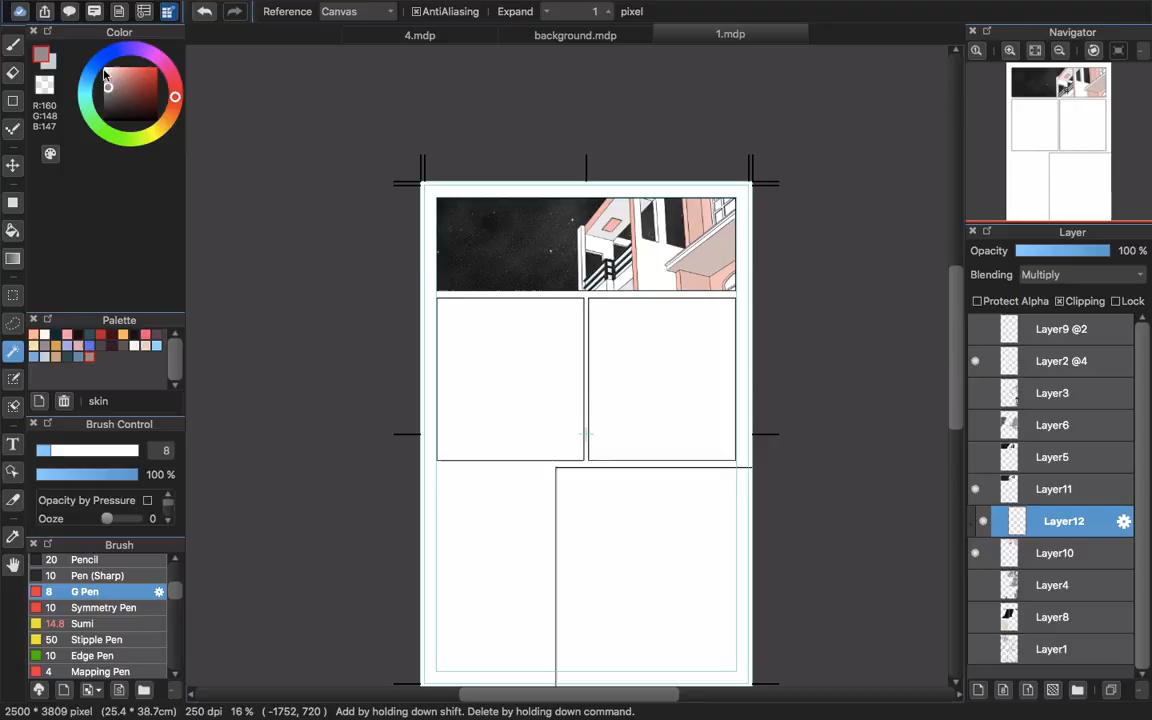 Reference Canvas AntiAliasing Expand 1 pixel
4.mdp background.mdp 1.mdp
Color
R:160
G:148
B:147
Palette
skin
Brush Control
8
100 %
Opacity by Pressure
Ooze 0
Brush
20 Pencil
10 Pen (Sharp)
8 G Pen
10 Symmetry Pen
14.8 Sumi
50 Stipple Pen
10 Edge Pen
4 Mapping Pen
Navigator
Layer
Opacity 100 %
Blending Multiply
Protect Alpha Clipping Lock
Layer9 @2
Layer2 @4
Layer3
Layer6
Layer5
Layer11
Layer12
Layer10
Layer4
Layer8
Layer1
2500 * 3809 pixel (25.4 * 38.7cm) 250 dpi 16 % ( -1752, 720 ) Add by holding down shift. Delete by holding down command.